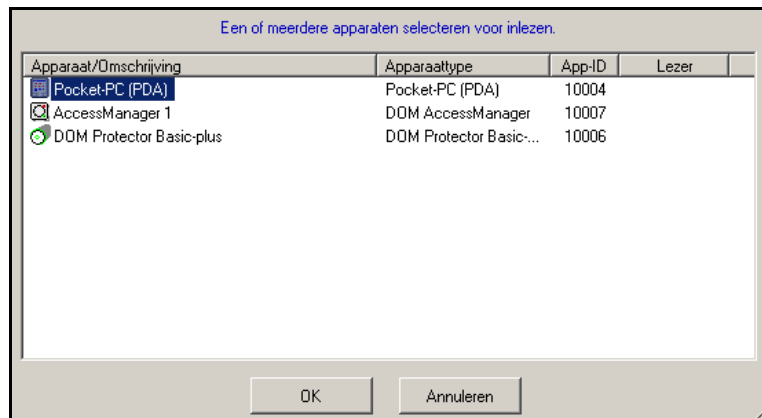 Een of meerdere apparaten selecteren voor inlezen.
Apparaat/Omschrijving Apparaattype App-ID Lezer
Pocket-PC (PDA) Pocket-PC (PDA) 10004
AccessManager 1 DOM AccessManager 10007
DOM Protector Basic-plus DOM Protector Basic-... 10006
OK Annuleren